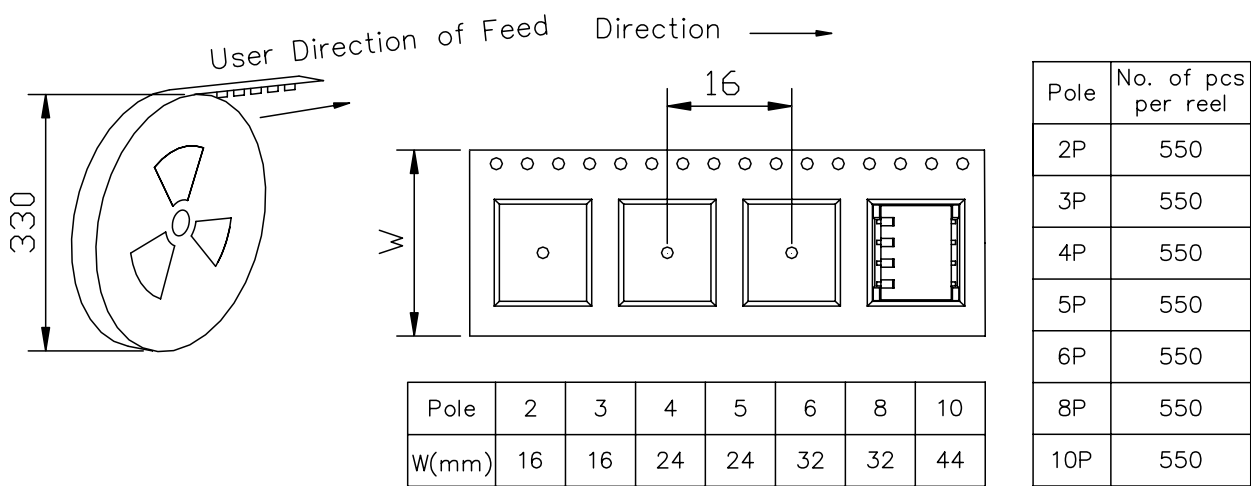 User Direction of Feed Direction
330
16
W
Pole 2 3 4 5 6 8 10
W(mm) 16 16 24 24 32 32 44
Pole No. of pcs
per reel
2P 550
3P 550
4P 550
5P 550
6P 550
8P 550
10P 550